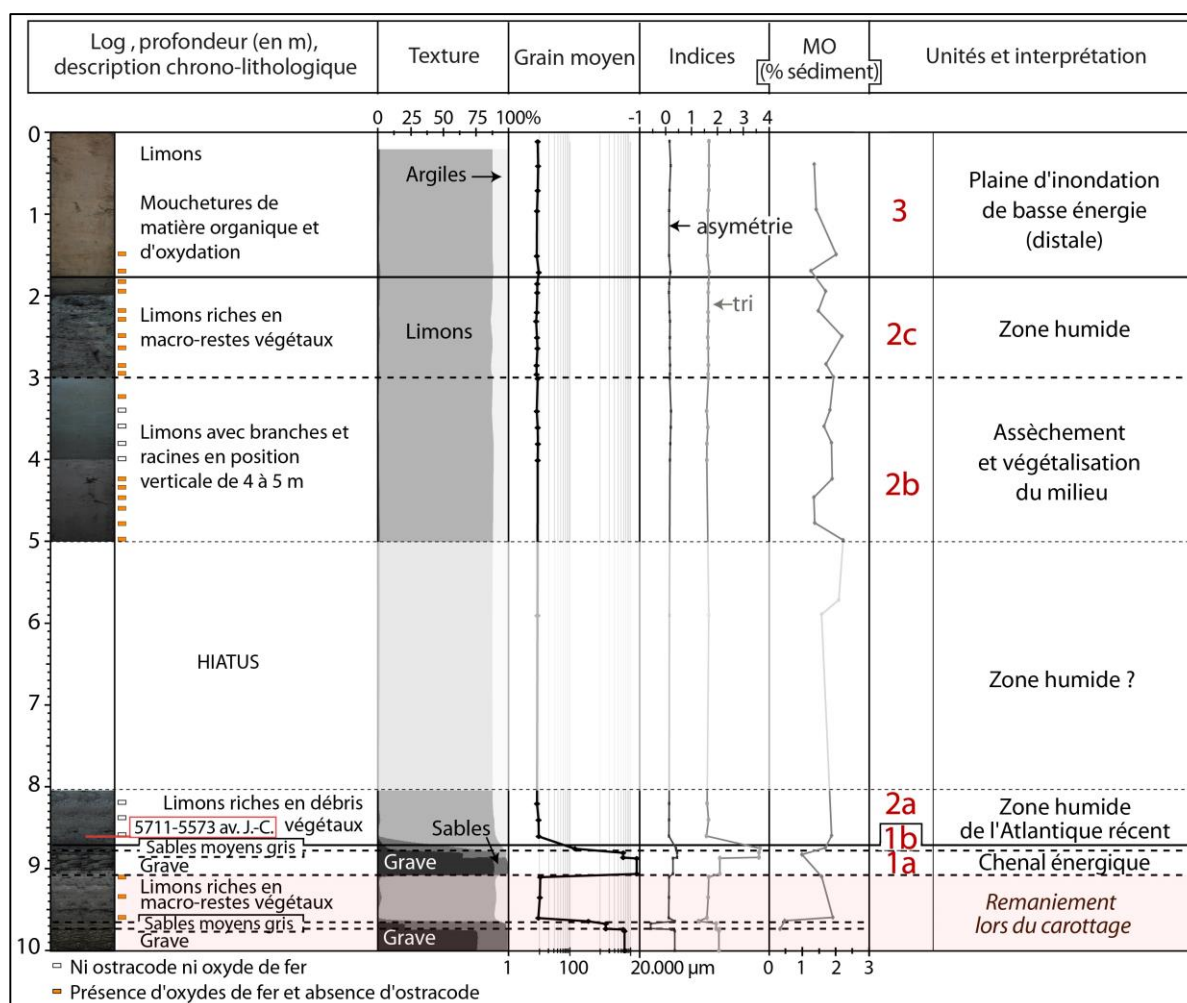 Log , profondeur (en m),
description chrono-lithologique
Texture
Grain moyen
Indices
MO
(% sédiment)
Unités et interprétation
0 25 50 75 100%
-1 0 1 2 3 4
0
1
2
3
4
5
6
7
8
9
10
Limons
Mouchetures de
matière organique et
d'oxydation
Argiles
asymétrie
3
Plaine d'inondation
de basse énergie
(distale)
Limons riches en
macro-restes végétaux
Limons
tri
2c
Zone humide
Limons avec branches et
racines en position
verticale de 4 à 5 m
2b
Assèchement
et végétalisation
du milieu
HIATUS
Zone humide ?
Limons riches en débris
végétaux
5711-5573 av. J.-C.
Sables
2a
Zone humide
de l'Atlantique récent
1b
Sables moyens gris
Grave
Grave
1a
Chenal énergique
Limons riches en
macro-restes végétaux
Sables moyens gris
Grave
Grave
Remaniement
lors du carottage
1 100 20.000 µm
0 1 2 3
Ni ostracode ni oxyde de fer
Présence d'oxydes de fer et absence d'ostracode